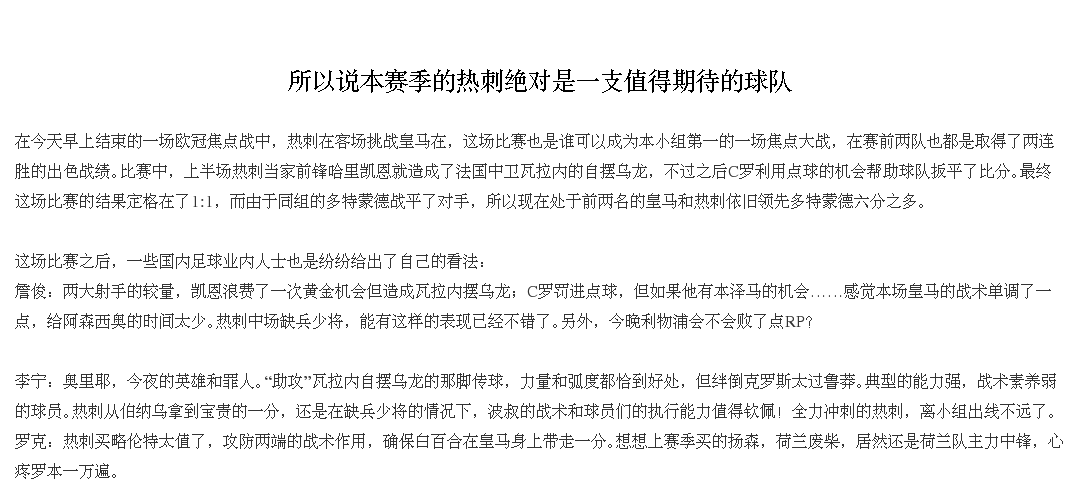 所以说本赛季的热刺绝对是一支值得期待的球队
在今天早上结束的一场欧冠焦点战中，热刺在客场挑战皇马在，这场比赛也是谁可以成为本小组第一的一场焦点大战，在赛前两队也都是取得了两连
胜的出色战绩。比赛中，上半场热刺当家前锋哈里凯恩就造成了法国中卫瓦拉内的自摆乌龙，不过之后C罗利用点球的机会帮助球队扳平了比分。最终
这场比赛的结果定格在了1:1，而由于同组的多特蒙德战平了对手，所以现在处于前两名的皇马和热刺依旧领先多特蒙德六分之多。
这场比赛之后，一些国内足球业内人士也是纷纷给出了自己的看法：
詹俊：两大射手的较量，凯恩浪费了一次黄金机会但造成瓦拉内摆乌龙；C罗罚进点球，但如果他有本泽马的机会……感觉本场皇马的战术单调了一
点，给阿森西奥的时间太少。热刺中场缺兵少将，能有这样的表现已经不错了。另外，今晚利物浦会不会败了点RP？
李宁：奥里耶，今夜的英雄和罪人。“助攻”瓦拉内自摆乌龙的那脚传球，力量和弧度都恰到好处，但绊倒克罗斯太过鲁莽。典型的能力强，战术素养弱
的球员。热刺从伯纳乌拿到宝贵的一分，还是在缺兵少将的情况下，波叔的战术和球员们的执行能力值得钦佩！全力冲刺的热刺，离小组出线不远了。
罗克：热刺买略伦特太值了，攻防两端的战术作用，确保白百合在皇马身上带走一分。想想上赛季买的扬森，荷兰废柴，居然还是荷兰队主力中锋，心
疼罗本一万遍。